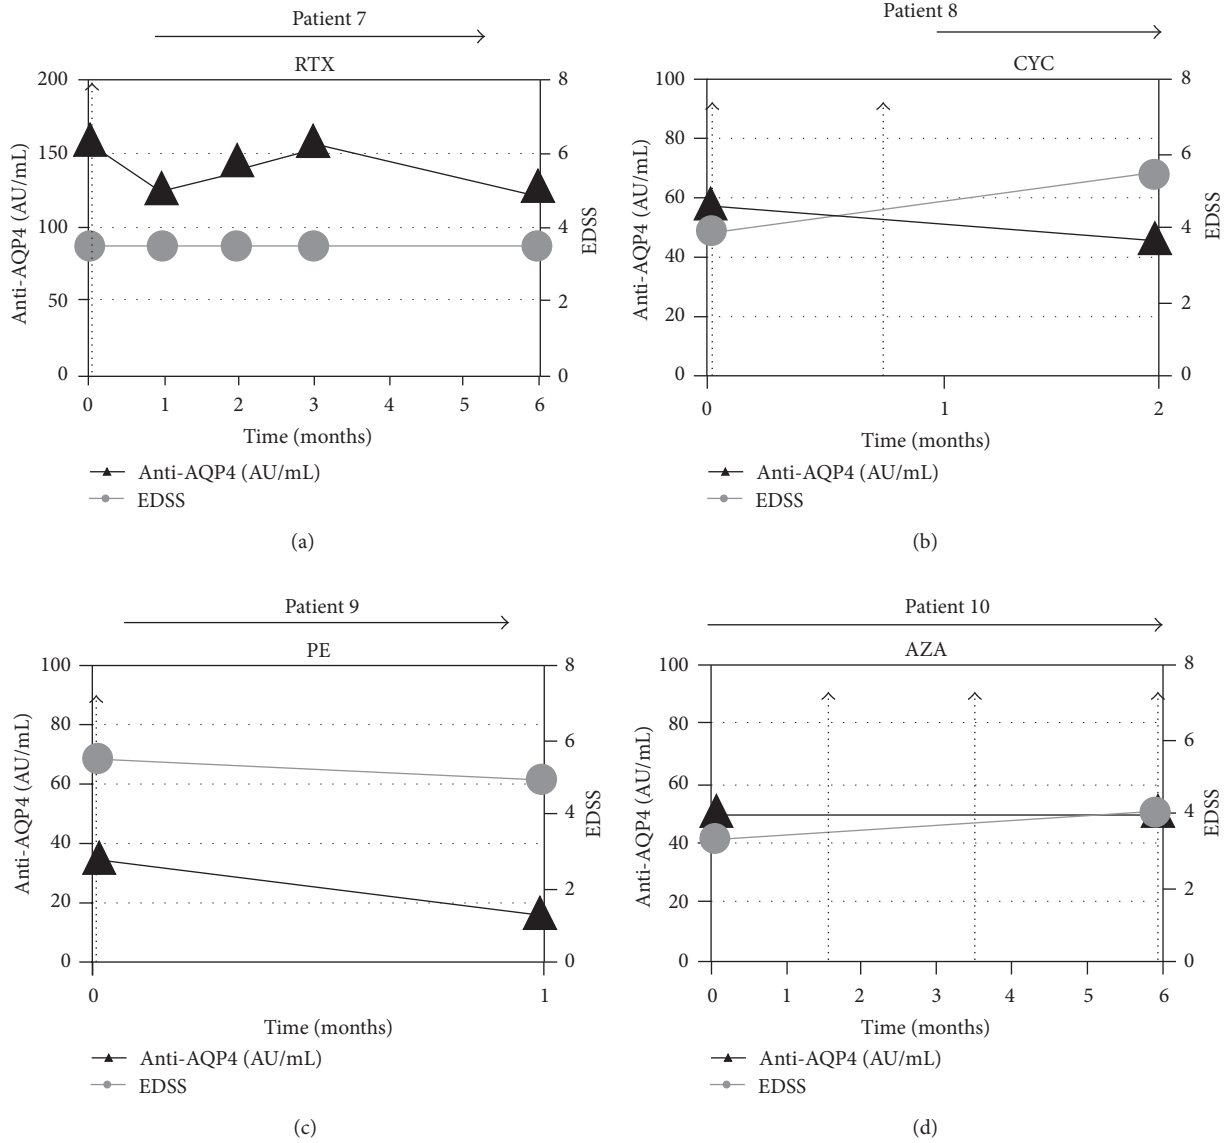 Patient 7
RTX
200
150
100
50
0
8
6
4
2
0
Anti-AQP4 (AU/mL)
EDSS
0 1 2 3 4 5 6
Time (months)
Anti-AQP4 (AU/mL)
EDSS
(a)
Patient 8
CYC
100
80
60
40
20
0
8
6
4
2
0
Anti-AQP4 (AU/mL)
EDSS
0 1 2
Time (months)
Anti-AQP4 (AU/mL)
EDSS
(b)
Patient 9
PE
100
80
60
40
20
0
8
6
4
2
0
Anti-AQP4 (AU/mL)
EDSS
0 1
Time (months)
Anti-AQP4 (AU/mL)
EDSS
(c)
Patient 10
AZA
100
80
60
40
20
0
8
6
4
2
0
Anti-AQP4 (AU/mL)
EDSS
0 1 2 3 4 5 6
Time (months)
Anti-AQP4 (AU/mL)
EDSS
(d)